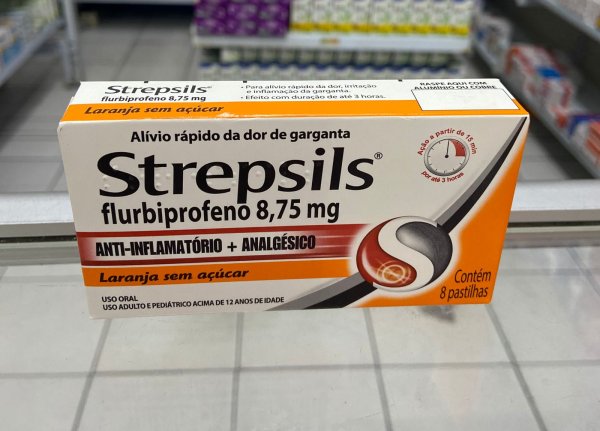 Strepsils®
flurbiprofeno 8,75 mg
Laranja sem açúcar
• Para alívio rápido da dor, irritação
e inflamação da garganta.
• Efeito com duração de até 3 horas.
RASPE AQUI COM
ALUMÍNIO OU COBRE
Alívio rápido da dor de garganta
Strepsils®
flurbiprofeno 8,75 mg
ANTI-INFLAMATÓRIO + ANALGÉSICO
Laranja sem açúcar
USO ORAL
USO ADULTO E PEDIÁTRICO ACIMA DE 12 ANOS DE IDADE
Ação a partir de 15 min
por até 3 horas
Contém
8 pastilhas